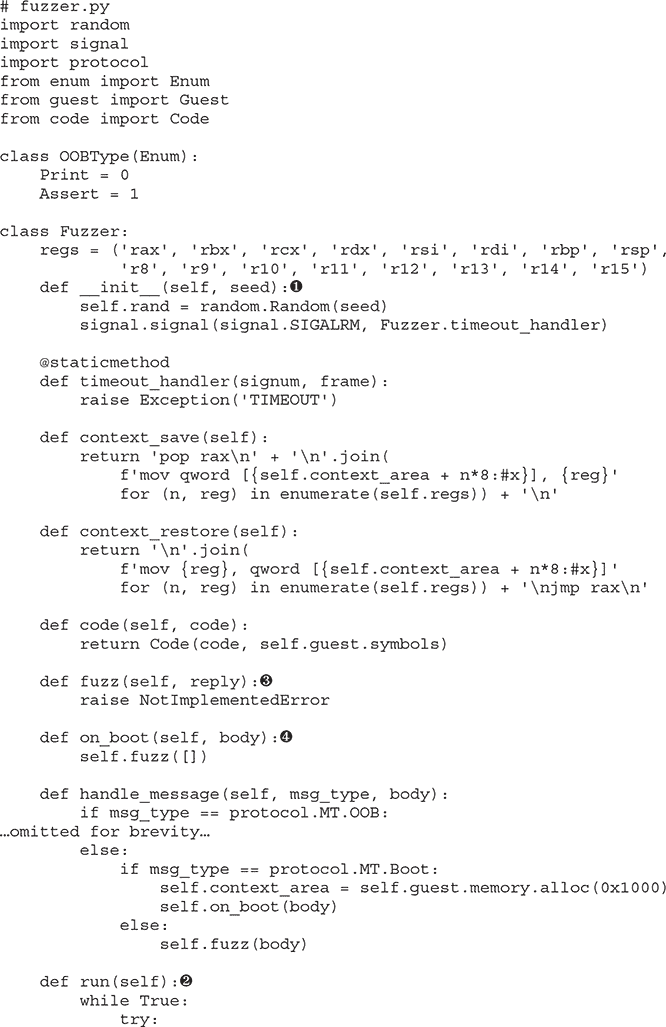 # fuzzer.py
import random
import signal
import protocol
from enum import Enum
from guest import Guest
from code import Code

class OOBType(Enum):
    Print = 0
    Assert = 1

class Fuzzer:
    regs = ('rax', 'rbx', 'rcx', 'rdx', 'rsi', 'rdi', 'rbp', 'rsp',
            'r8', 'r9', 'r10', 'r11', 'r12', 'r13', 'r14', 'r15')
    def __init__(self, seed):❶
        self.rand = random.Random(seed)
        signal.signal(signal.SIGALRM, Fuzzer.timeout_handler)

    @staticmethod
    def timeout_handler(signum, frame):
        raise Exception('TIMEOUT')

    def context_save(self):
        return 'pop rax\n' + '\n'.join(
            f'mov qword [{self.context_area + n*8:#x}], {reg}'
            for (n, reg) in enumerate(self.regs)) + '\n'

    def context_restore(self):
        return '\n'.join(
            f'mov {reg}, qword [{self.context_area + n*8:#x}]'
            for (n, reg) in enumerate(self.regs)) + '\njmp rax\n'

    def code(self, code):
        return Code(code, self.guest.symbols)

    def fuzz(self, reply):❸
        raise NotImplementedError

    def on_boot(self, body):❹
        self.fuzz([])

    def handle_message(self, msg_type, body):
        if msg_type == protocol.MT.OOB:
…omitted for brevity…
        else:
            if msg_type == protocol.MT.Boot:
                self.context_area = self.guest.memory.alloc(0x1000)
                self.on_boot(body)
            else:
                self.fuzz(body)

    def run(self):❷
        while True:
            try: